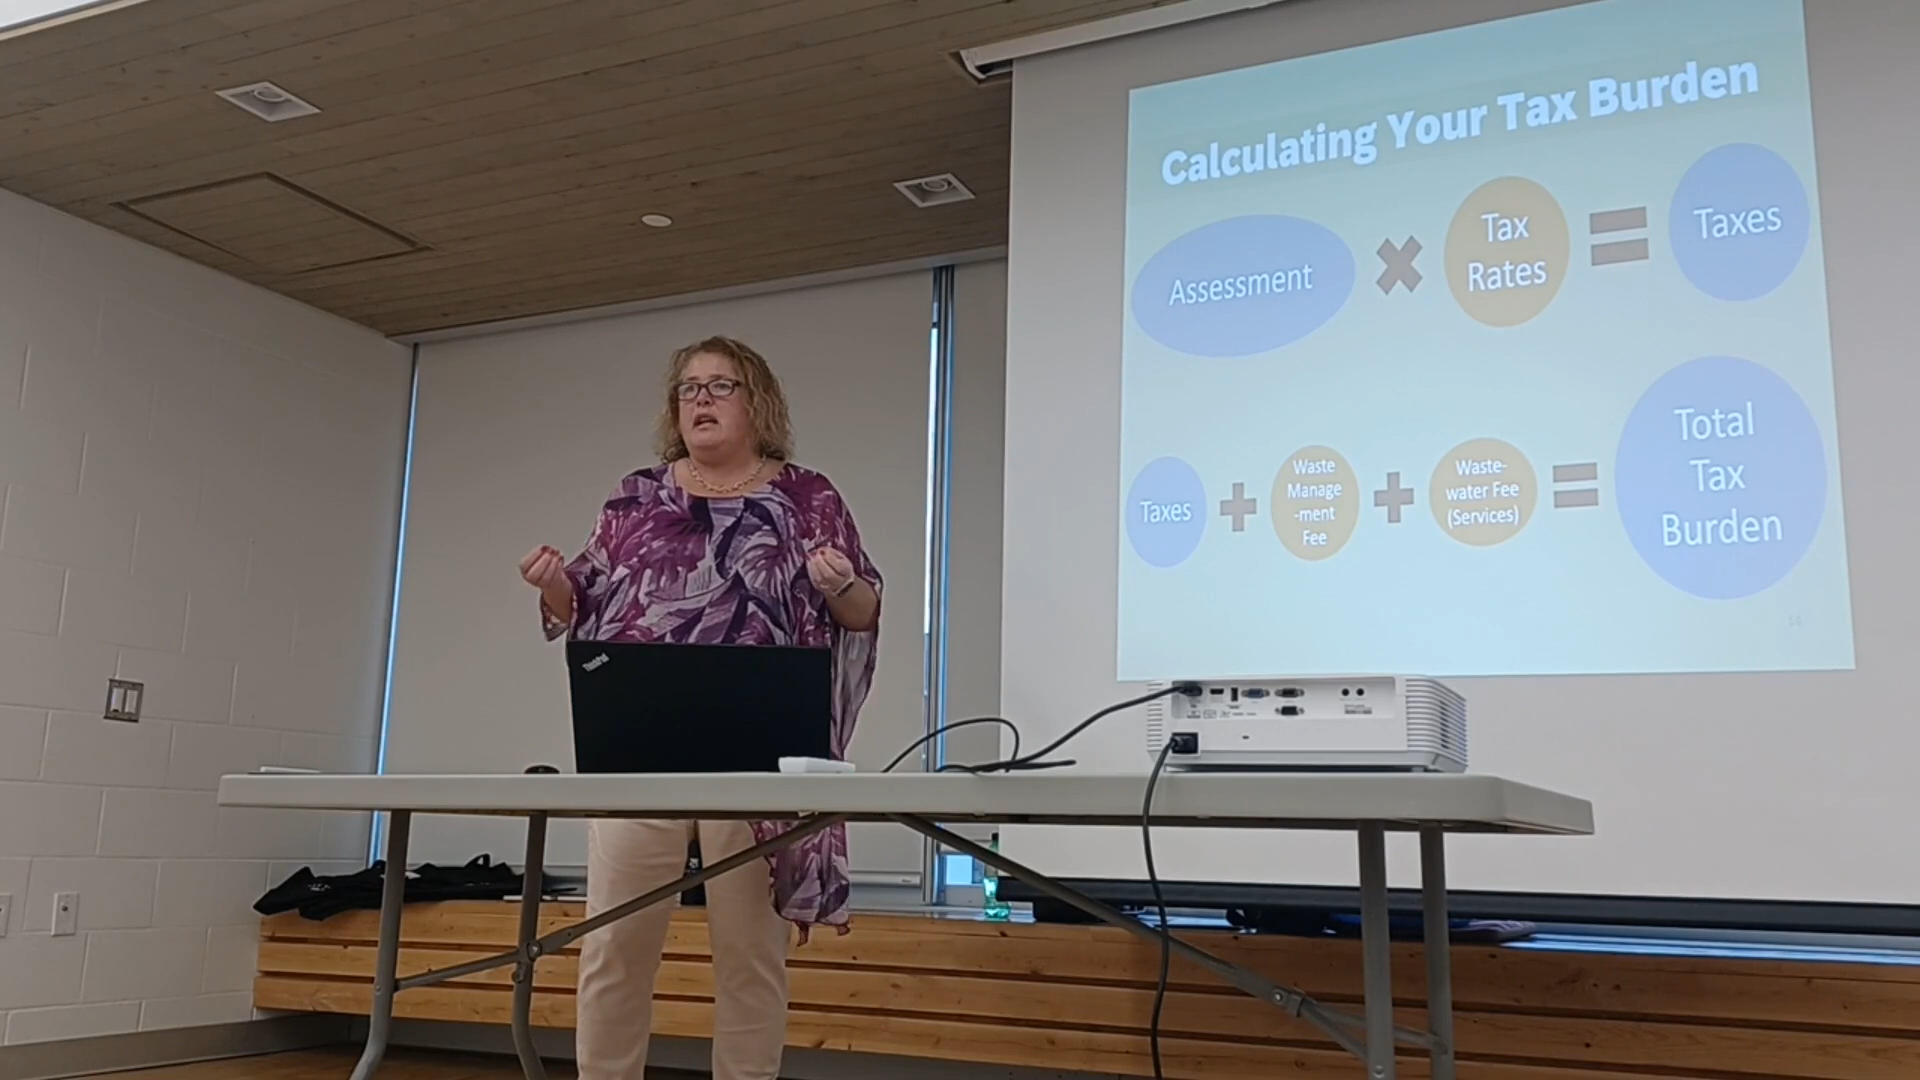 Calculating Your Tax Burden
Assessment
Tax
Rates
Taxes
Taxes
Waste
Manage
-ment
Fee
Waste-
water Fee
(Services)
Total
Tax
Burden
ThinkPad